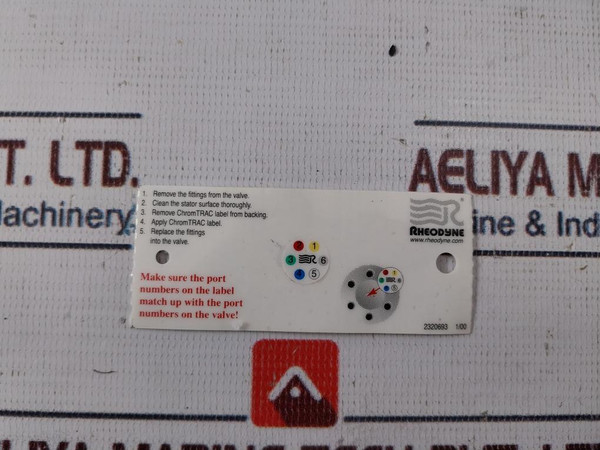 T. LTD.
AELIYA M
Machinery
ine & Ind
1. Remove the fittings from the valve.
2. Clean the stator surface thoroughly.
3. Remove ChromTRAC label from backing.
4. Apply ChromTRAC label.
5. Replace the fittings
into the valve.
RHEODYNE
www.rheodyne.com
1
3 6
4 5
Make sure the port
numbers on the label
match up with the port
numbers on the valve!
2320693 1/00